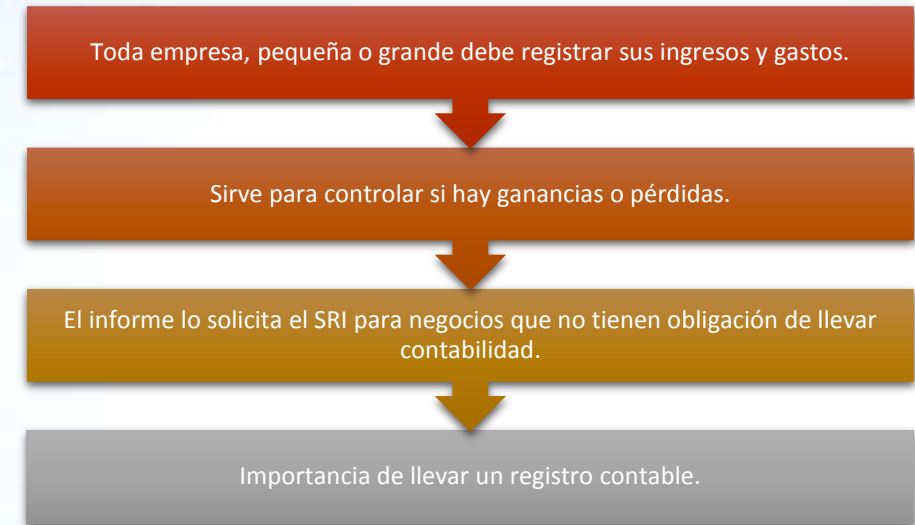 Toda empresa, pequeña o grande debe registrar sus ingresos y gastos.
Sirve para controlar si hay ganancias o pérdidas.
El informe lo solicita el SRI para negocios que no tienen obligación de llevar
contabilidad.
Importancia de llevar un registro contable.